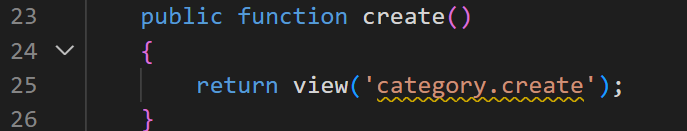 23 public function create()
24 {
25 return view('category.create');
26 }